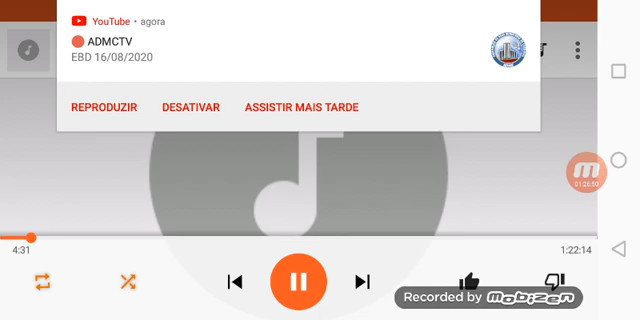 YouTube • agora
ADMCTV
EBD 16/08/2020
REPRODUZIR DESATIVAR ASSISTIR MAIS TARDE
M
01:26:50
4:31 1:22:14
Recorded by mobizen